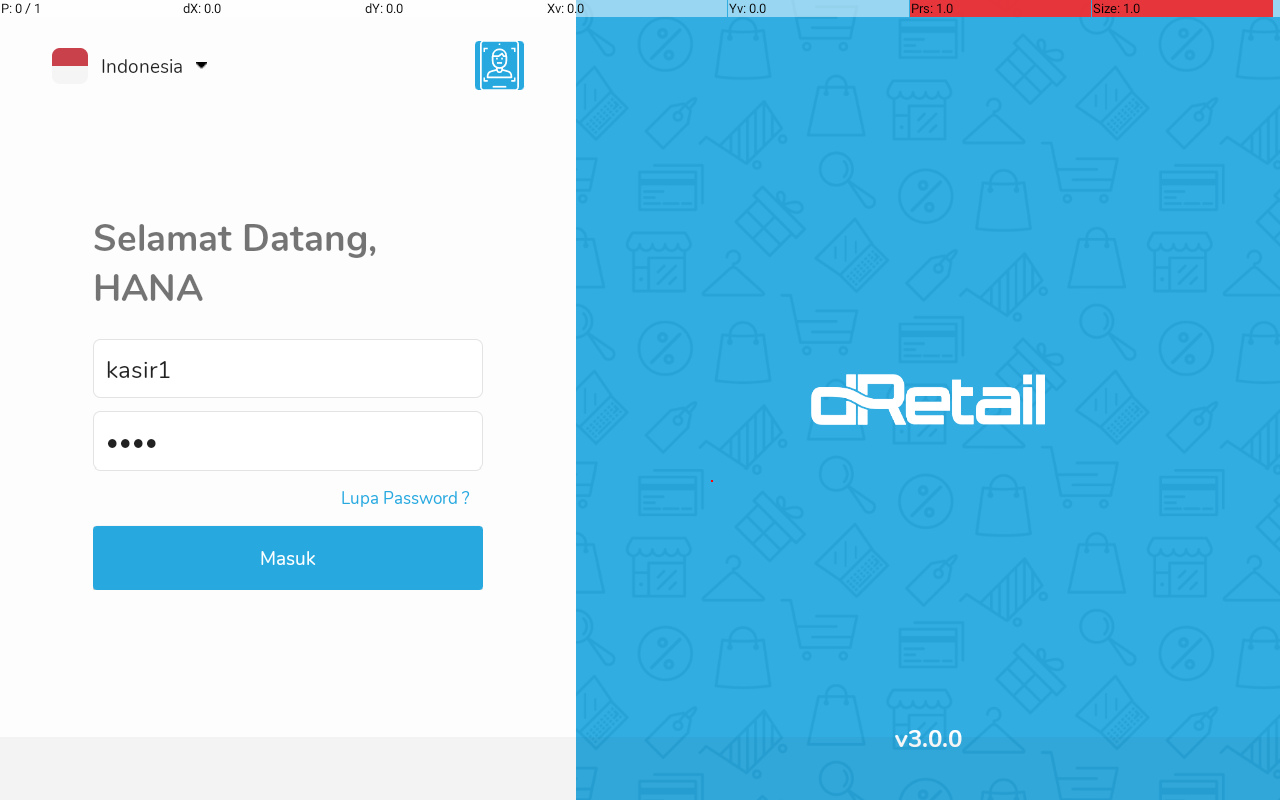 P: 0 / 1 dX: 0.0 dY: 0.0 Xv: 0.0 Yv: 0.0 Prs: 1.0 Size: 1.0
Indonesia
Selamat Datang,
HANA
kasir1
••••
Lupa Password ?
Masuk
dRetail
v3.0.0